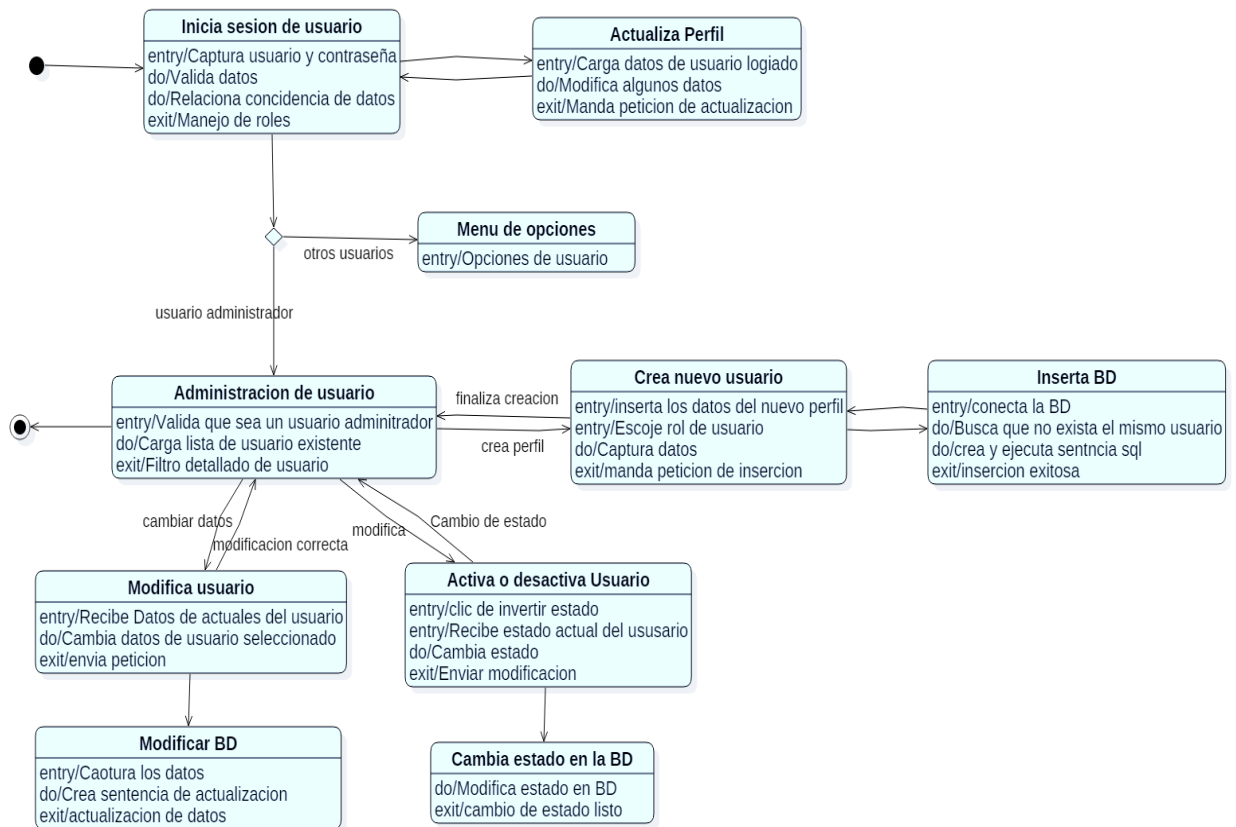 Inicia sesion de usuario
entry/Captura usuario y contraseña
do/Valida datos
do/Relaciona concidencia de datos
exit/Manejo de roles
Actualiza Perfil
entry/Carga datos de usuario logiado
do/Modifica algunos datos
exit/Manda peticion de actualizacion
Menu de opciones
entry/Opciones de usuario
otros usuarios
usuario administrador
Administracion de usuario
entry/Valida que sea un usuario adminitrador
do/Carga lista de usuario existente
exit/Filtro detallado de usuario
finaliza creacion
crea perfil
Crea nuevo usuario
entry/inserta los datos del nuevo perfil
entry/Escoje rol de usuario
do/Captura datos
exit/manda peticion de insercion
Inserta BD
entry/conecta la BD
do/Busca que no exista el mismo usuario
do/crea y ejecuta sentncia sql
exit/insercion exitosa
cambiar datos
modificacion correcta
modifica
Cambio de estado
Modifica usuario
entry/Recibe Datos de actuales del usuario
do/Cambia datos de usuario seleccionado
exit/envia peticion
Activa o desactiva Usuario
entry/clic de invertir estado
entry/Recibe estado actual del ususario
do/Cambia estado
exit/Enviar modificacion
Modificar BD
entry/Caotura los datos
do/Crea sentencia de actualizacion
exit/actualizacion de datos
Cambia estado en la BD
do/Modifica estado en BD
exit/cambio de estado listo